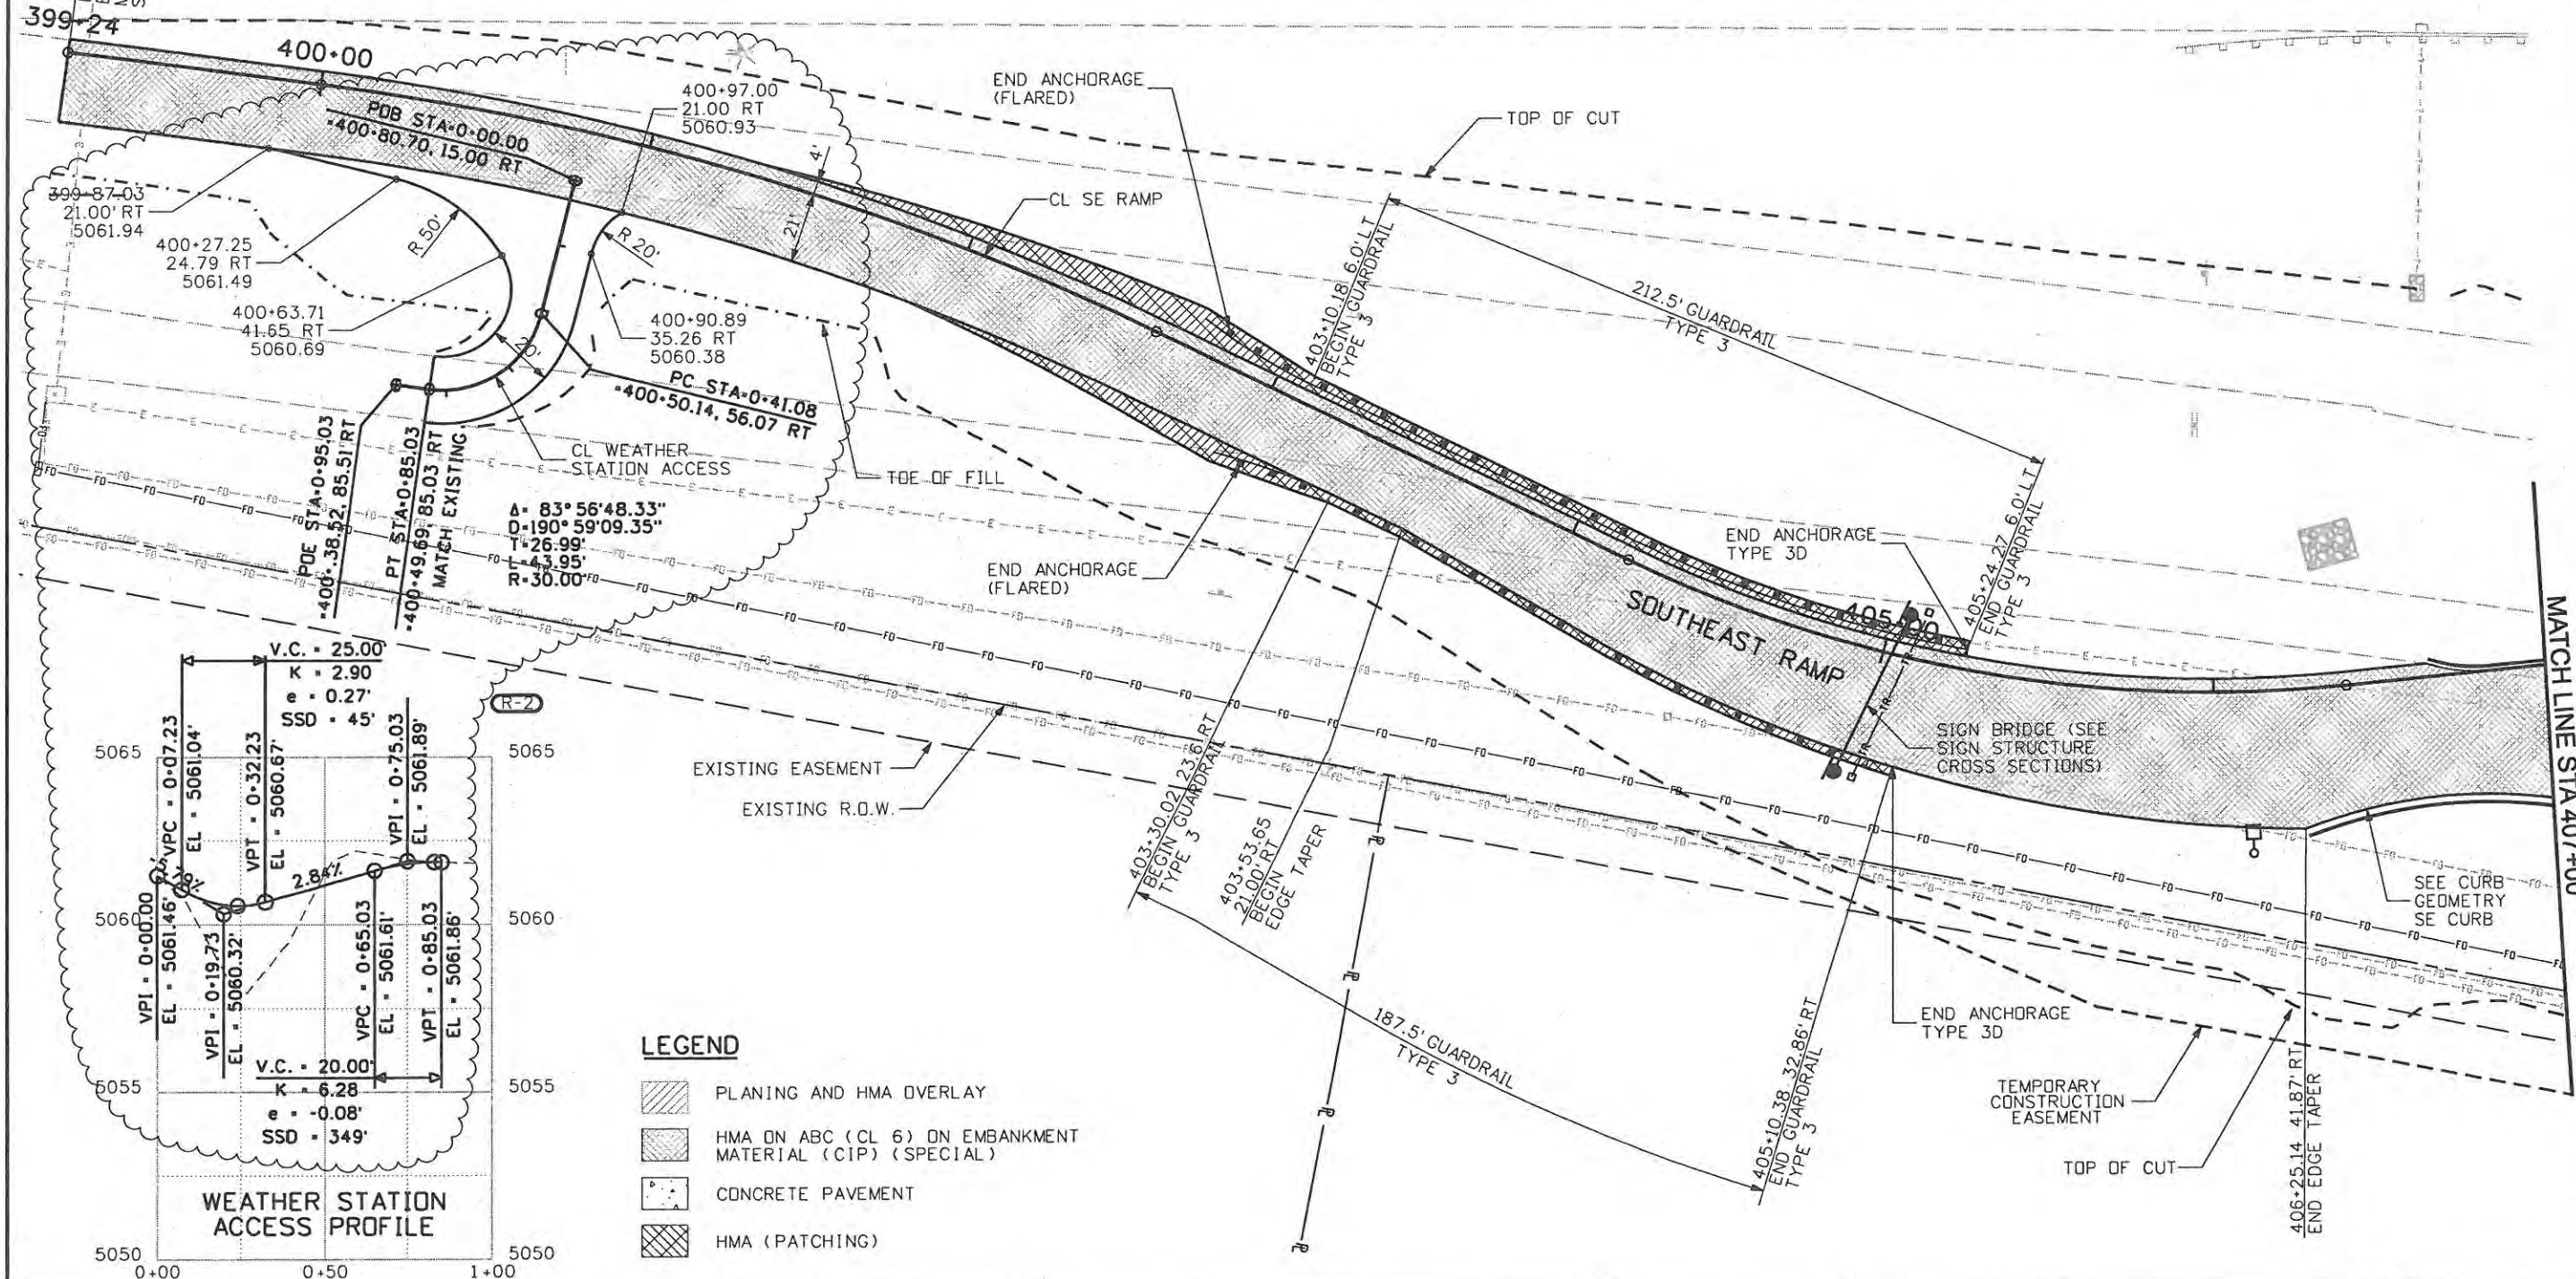 399+24
400+00
POB STA=0+00.00
=400+80.70, 15.00 RT
400+97.00
21.00 RT
5060.93
END ANCHORAGE
(FLARED)
TOP OF CUT
4'
21'
CL SE RAMP
399+87.03
21.00' RT
5061.94
400+27.25
24.79 RT
5061.49
400+63.71
41.65 RT
5060.69
R 50'
R 20'
20'
400+90.89
35.26 RT
5060.38
PC STA=0+41.08
=400+50.14, 56.07 RT
CL WEATHER
STATION ACCESS
TOE OF FILL
POE STA=0+95.03
=400+38.52, 85.51' RT
PT STA=0+85.03
=400+49.69, 85.03 RT
MATCH EXISTING
Δ= 83° 56'48.33"
D=190° 59'09.35"
T=26.99'
L=43.95'
R=30.00'
403+10.18 6.0' LT
BEGIN GUARDRAIL
TYPE 3
212.5' GUARDRAIL
TYPE 3
END ANCHORAGE
TYPE 3D
405+24.27 6.0' LT
END GUARDRAIL
TYPE 3
END ANCHORAGE
(FLARED)
SOUTHEAST RAMP
405+00
MATCH LINE STA 407+00
SIGN BRIDGE (SEE
SIGN STRUCTURE
CROSS SECTIONS)
EXISTING EASEMENT
EXISTING R.O.W.
403+30.02 23.6' RT
BEGIN GUARDRAIL
TYPE 3
403+53.65
21.00' RT
BEGIN
EDGE TAPER
187.5' GUARDRAIL
TYPE 3
405+10.38 32.86' RT
END GUARDRAIL
TYPE 3
END ANCHORAGE
TYPE 3D
SEE CURB
GEOMETRY
SE CURB
TEMPORARY
CONSTRUCTION
EASEMENT
TOP OF CUT
406+25.14 41.87' RT
END EDGE TAPER
R-2
V.C. = 25.00'
K = 2.90
e = 0.27'
SSD = 45'
VPC = 0+07.23
EL = 5061.04'
VPT = 0+32.23
EL = 5060.67'
VPI = 0+75.03
EL = 5061.89'
2.84%
VPI = 0+00.00
EL = 5061.46'
VPI = 0+19.73
EL = 5060.32'
VPC = 0+65.03
EL = 5061.61'
VPT = 0+85.03
EL = 5061.86'
V.C. = 20.00'
K = 6.28
e = -0.08'
SSD = 349'
5065
5065
5060
5060
5055
5055
5050
5050
0+00
0+50
1+00
WEATHER STATION
ACCESS PROFILE
LEGEND
PLANING AND HMA OVERLAY
HMA ON ABC (CL 6) ON EMBANKMENT
MATERIAL (CIP) (SPECIAL)
CONCRETE PAVEMENT
HMA (PATCHING)